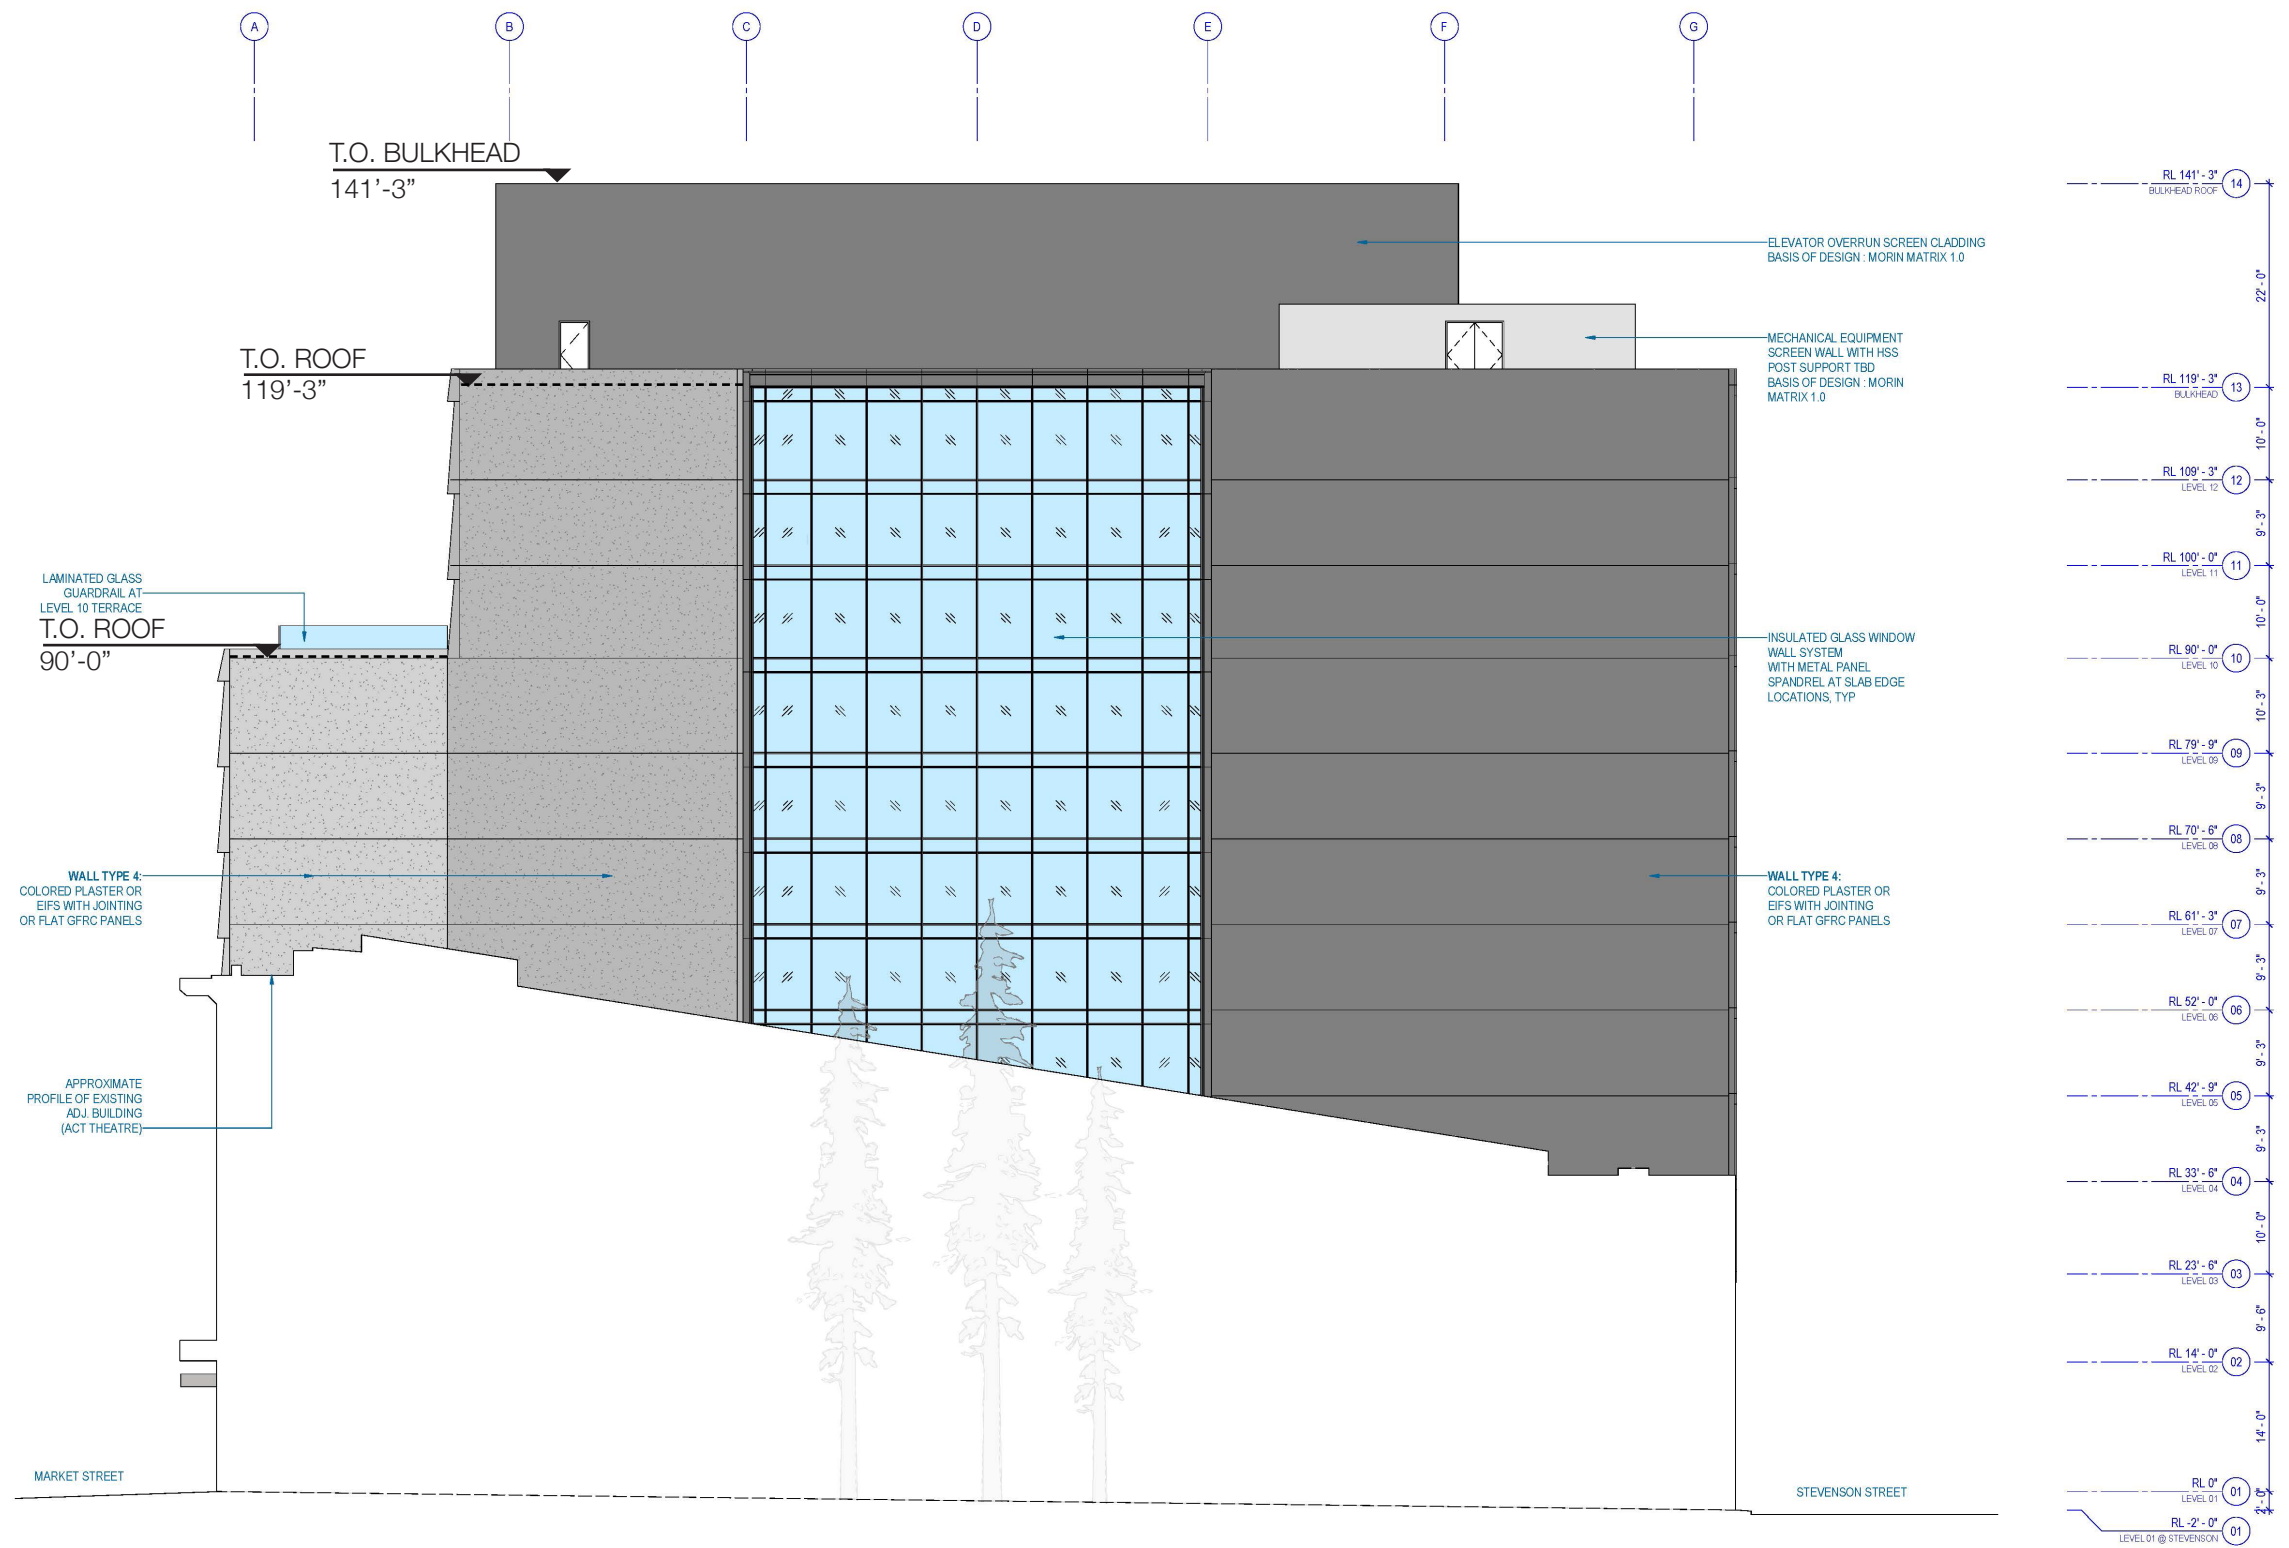 A
B
C
D
E
F
G
T.O. BULKHEAD
141'-3"
T.O. ROOF
119'-3"
LAMINATED GLASS
GUARDRAIL AT
LEVEL 10 TERRACE
T.O. ROOF
90'-0"
WALL TYPE 4:
COLORED PLASTER OR
EIFS WITH JOINTING
OR FLAT GFRC PANELS
APPROXIMATE
PROFILE OF EXISTING
ADJ. BUILDING
(ACT THEATRE)
MARKET STREET
ELEVATOR OVERRUN SCREEN CLADDING
BASIS OF DESIGN : MORIN MATRIX 1.0
MECHANICAL EQUIPMENT
SCREEN WALL WITH HSS
POST SUPPORT TBD
BASIS OF DESIGN : MORIN
MATRIX 1.0
INSULATED GLASS WINDOW
WALL SYSTEM
WITH METAL PANEL
SPANDREL AT SLAB EDGE
LOCATIONS, TYP
WALL TYPE 4:
COLORED PLASTER OR
EIFS WITH JOINTING
OR FLAT GFRC PANELS
STEVENSON STREET
RL 141' - 3"
BULKHEAD ROOF
14
22' - 0"
RL 119' - 3"
BULKHEAD
13
10' - 0"
RL 109' - 3"
LEVEL 12
12
9' - 3"
RL 100' - 0"
LEVEL 11
11
10' - 0"
RL 90' - 0"
LEVEL 10
10
10' - 3"
RL 79' - 9"
LEVEL 09
09
9' - 3"
RL 70' - 6"
LEVEL 08
08
9' - 3"
RL 61' - 3"
LEVEL 07
07
9' - 3"
RL 52' - 0"
LEVEL 06
06
9' - 3"
RL 42' - 9"
LEVEL 05
05
9' - 3"
RL 33' - 6"
LEVEL 04
04
10' - 0"
RL 23' - 6"
LEVEL 03
03
9' - 6"
RL 14' - 0"
LEVEL 02
02
14' - 0"
RL 0"
LEVEL 01
01
2' - 0"
RL -2' - 0"
LEVEL 01 @ STEVENSON
01